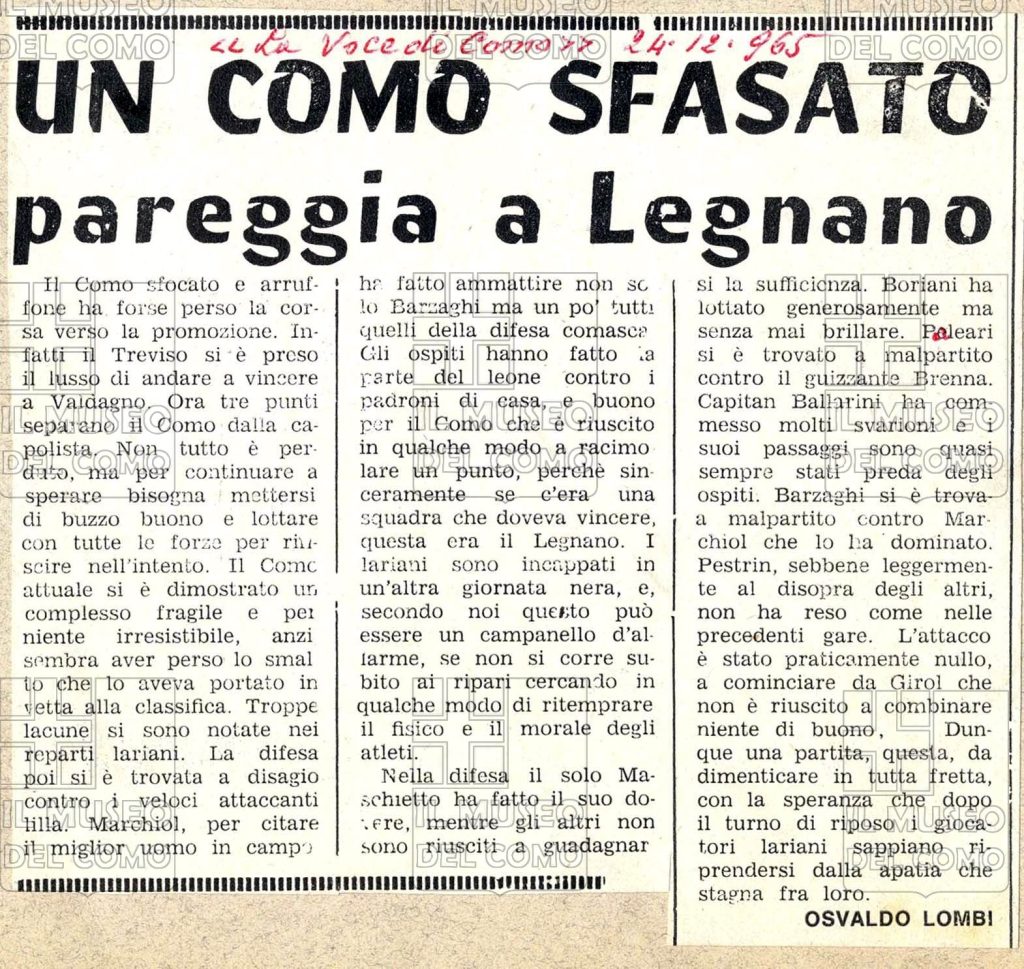 « La Voce di Como » 24-12-965
UN COMO SFASATO
pareggia a Legnano
Il Como sfocato e arruf-
fone ha forse perso la cor-
sa verso la promozione. In-
fatti il Treviso si è preso
il lusso di andare a vincere
a Valdagno. Ora tre punti
separano il Como dalla ca-
polista. Non tutto è per-
duto, ma per continuare a
sperare bisogna mettersi
di buzzo buono e lottare
con tutte le forze per riu-
scire nell'intento. Il Como
attuale si è dimostrato un
complesso fragile e per
niente irresistibile, anzi
sembra aver perso lo smal
to che lo aveva portato in
vetta alla classifica. Troppe
lacune si sono notate nei
reparti lariani. La difesa
poi si è trovata a disagio
contro i veloci attaccanti
lilla. Marchiol, per citare
il miglior uomo in campo
ha fatto ammattire non so
lo Barzaghi ma un po' tutti
quelli della difesa comasca
Gli ospiti hanno fatto la
parte del leone contro i
padroni di casa, e buono
per il Como che è riuscito
in qualche modo a racimo
lare un punto, perchè sin-
ceramente se c'era una
squadra che doveva vincere,
questa era il Legnano. I
lariani sono incappati in
un'altra giornata nera, e,
secondo noi questo può
essere un campanello d'al-
larme, se non si corre su-
bito ai ripari cercando in
qualche modo di ritemprare
il fisico e il morale degli
atleti.
Nella difesa il solo Ma-
schietto ha fatto il suo do-
vere, mentre gli altri non
sono riusciti a guadagnar
si la sufficienza. Boriani ha
lottato generosamente ma
senza mai brillare. Paleari
si è trovato a malpartito
contro il guizzante Brenna.
Capitan Ballarini ha com-
messo molti svarioni e i
suoi passaggi sono quasi
sempre stati preda degli
ospiti. Barzaghi si è trova-
a malpartito contro Mar-
chiol che lo ha dominato.
Pestrin, sebbene leggermen-
te al disopra degli altri,
non ha reso come nelle
precedenti gare. L'attacco
è stato praticamente nullo,
a cominciare da Girol che
non è riuscito a combinare
niente di buono, Dun-
que una partita, questa, da
dimenticare in tutta fretta,
con la speranza che dopo
il turno di riposo i gioca-
tori lariani sappiano ri-
prendersi dalla apatia che
stagna fra loro.
OSVALDO LOMBI
IL MUSEO
DEL COMO